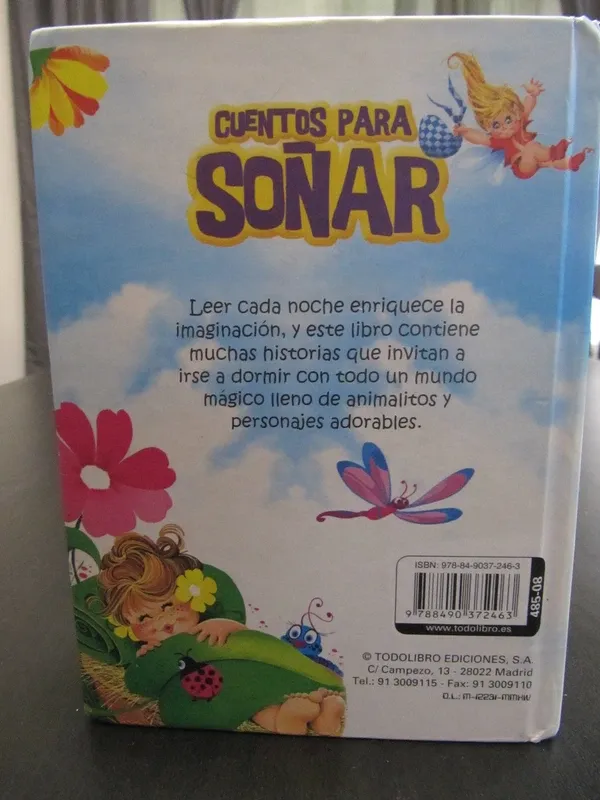 CUENTOS PARA
SOÑAR
Leer cada noche enriquece la
imaginación, y este libro contiene
muchas historias que invitan a
irse a dormir con todo un mundo
mágico lleno de animalitos y
personajes adorables.
ISBN: 978-84-9037-246-3
9 788490 372463
485-08
www.todolibro.es
© TODOLIBRO EDICIONES, S.A.
C/ Campezo, 13 - 28022 Madrid
Tel.: 91 3009115 - Fax: 91 3009110